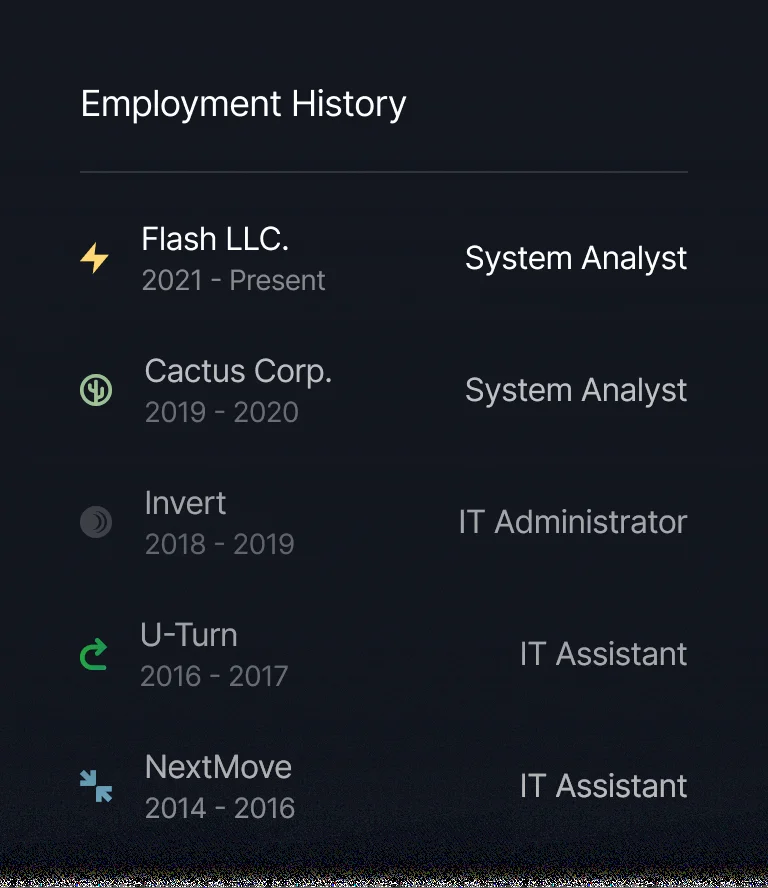 Employment History
Flash LLC.
System Analyst
2021 - Present
Cactus Corp.
System Analyst
2019 - 2020
Invert
IT Administrator
2018 - 2019
U-Turn
IT Assistant
2016 - 2017
NextMove
IT Assistant
2014 - 2016